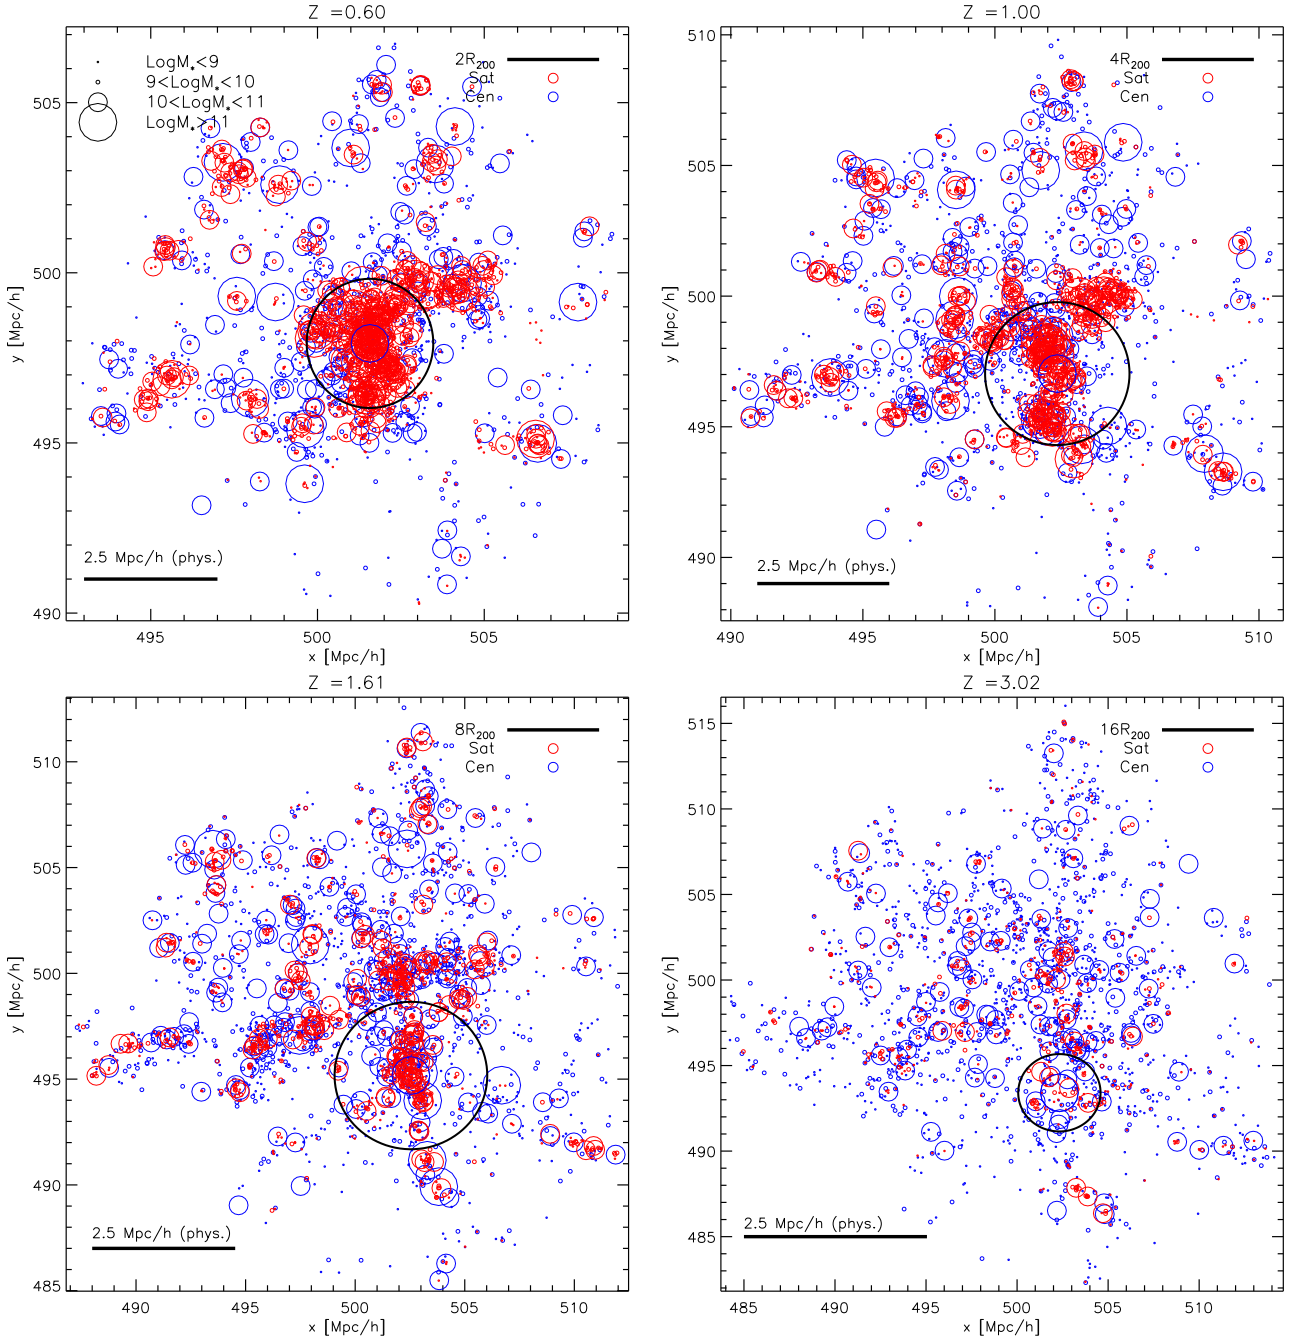 Z =0.60
LogM*<9
9<LogM*<10
10<LogM*<11
LogM*>11
2R200
Sat
Cen
505
500
495
490
y [Mpc/h]
2.5 Mpc/h (phys.)
495 500 505
x [Mpc/h]
Z =1.00
4R200
Sat
Cen
510
505
500
495
490
y [Mpc/h]
2.5 Mpc/h (phys.)
490 495 500 505 510
x [Mpc/h]
Z =1.61
8R200
Sat
Cen
510
505
500
495
490
485
y [Mpc/h]
2.5 Mpc/h (phys.)
490 495 500 505 510
x [Mpc/h]
Z =3.02
16R200
Sat
Cen
515
510
505
500
495
490
485
y [Mpc/h]
2.5 Mpc/h (phys.)
485 490 495 500 505 510
x [Mpc/h]